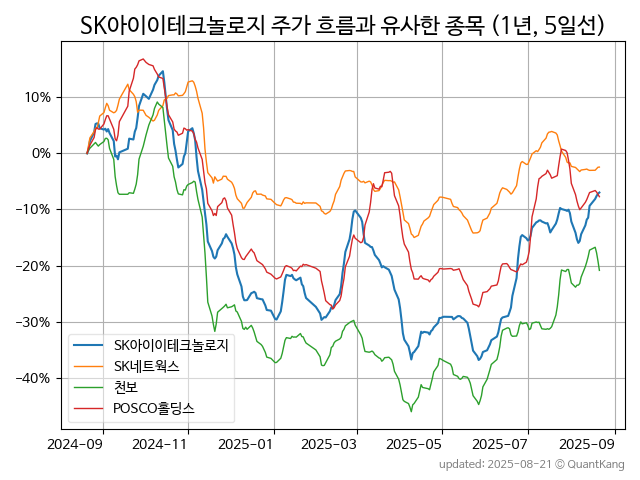 SK아이이테크놀로지 주가 흐름과 유사한 종목 (1년, 5일선)
10%
0%
−10%
−20%
−30%
−40%
SK아이이테크놀로지
SK네트웍스
천보
POSCO홀딩스
2024-09
2024-11
2025-01
2025-03
2025-05
2025-07
2025-09
updated: 2025-08-21 © QuantKang